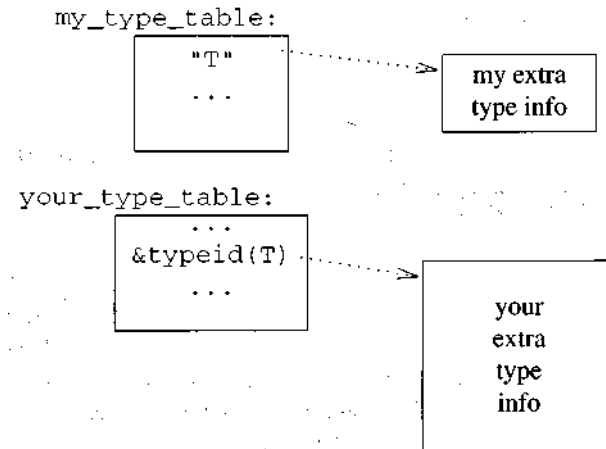 my_type_table:
"T"
...
my extra
type info
your_type_table:
...
&typeid(T)
...
your
extra
type
info